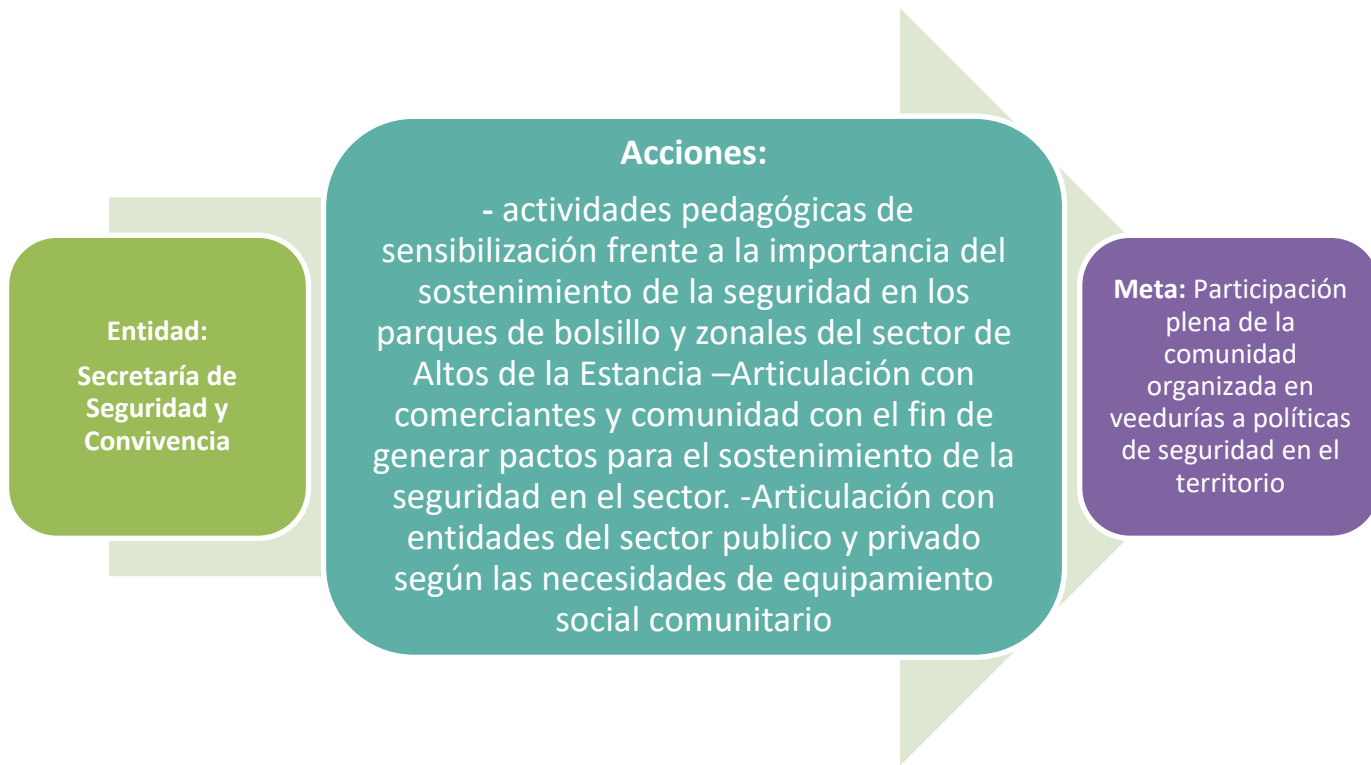 Entidad:
Secretaría de
Seguridad y
Convivencia
Acciones:
- actividades pedagógicas de
sensibilización frente a la importancia del
sostenimiento de la seguridad en los
parques de bolsillo y zonales del sector de
Altos de la Estancia –Articulación con
comerciantes y comunidad con el fin de
generar pactos para el sostenimiento de la
seguridad en el sector. -Articulación con
entidades del sector publico y privado
según las necesidades de equipamiento
social comunitario
Meta: Participación
plena de la
comunidad
organizada en
veedurías a políticas
de seguridad en el
territorio